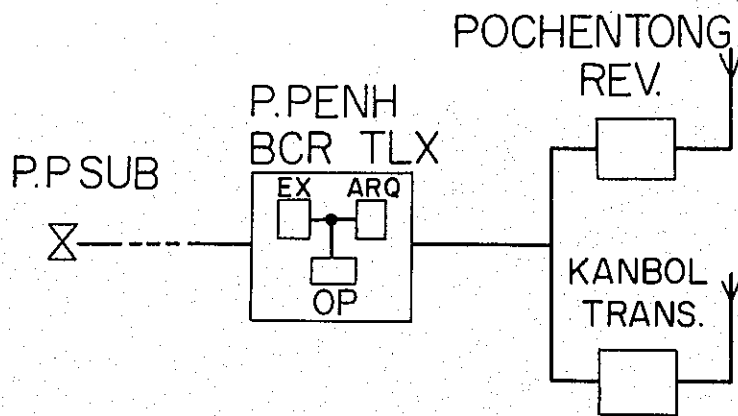 POCHENTONG
REV.
P.PENH
BCR TLX
P.P SUB
EX ARQ
OP
KANBOL
TRANS.